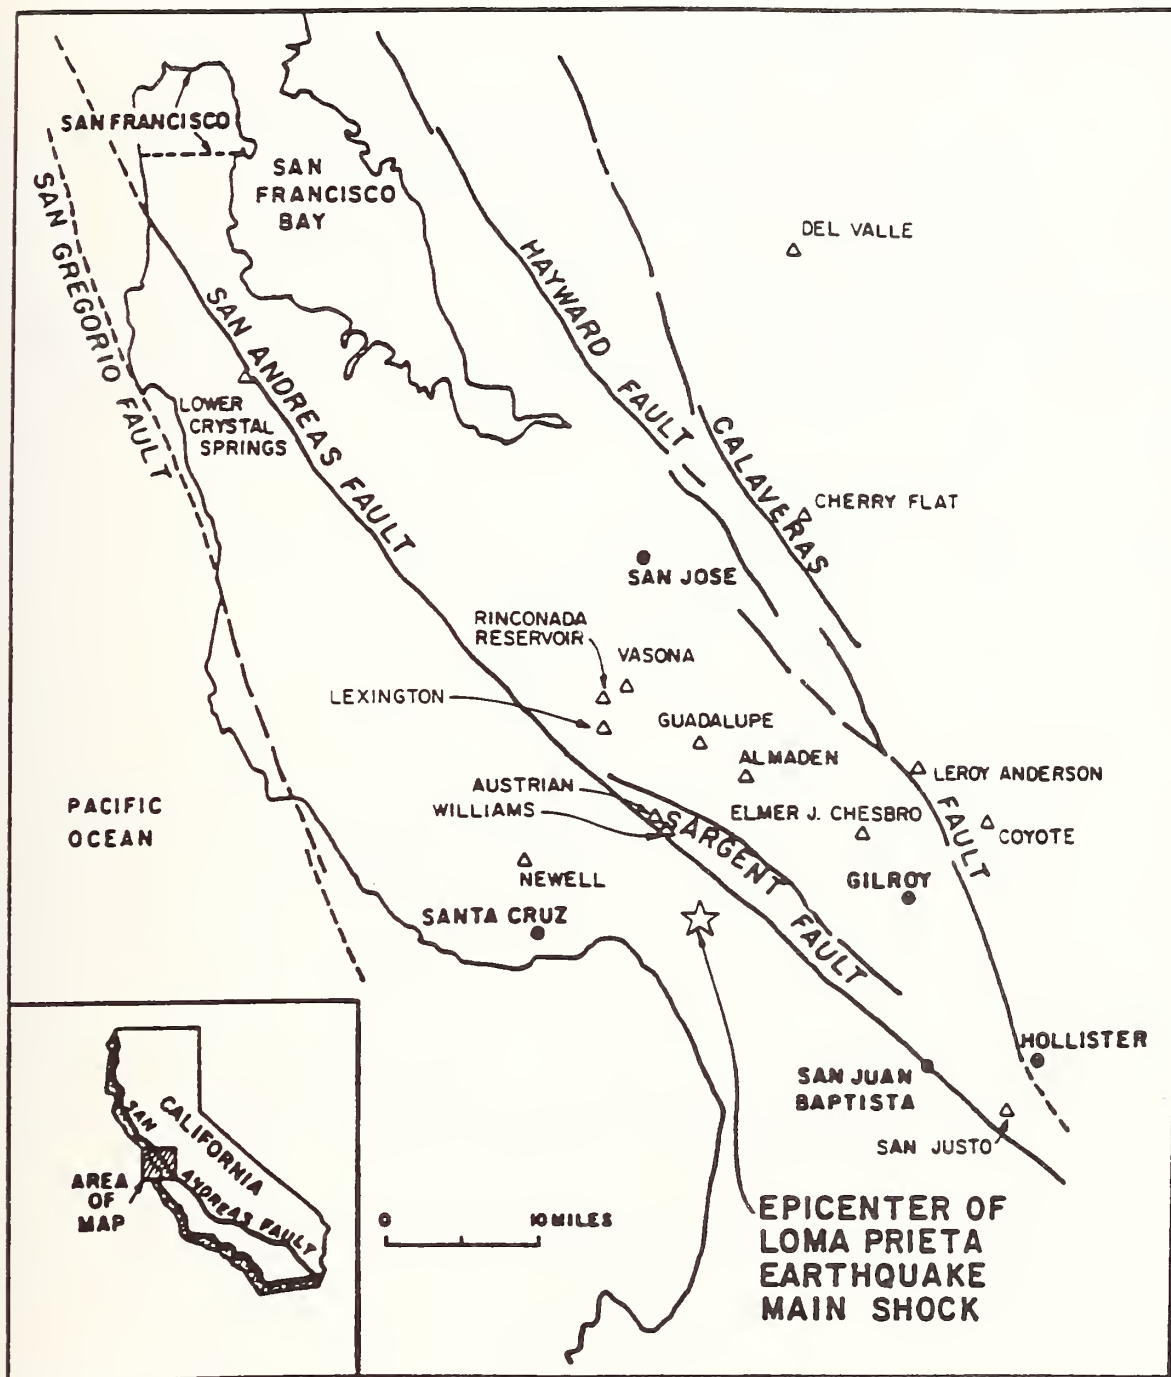 SAN FRANCISCO
SAN
FRANCISCO
BAY
DEL VALLE
SAN GREGORIO FAULT
SAN ANDREAS FAULT
HAYWARD FAULT
CALAVERAS FAULT
LOWER
CRYSTAL
SPRINGS
CHERRY FLAT
SAN JOSE
RINCONADA
RESERVOIR
VASONA
LEXINGTON
GUADALUPE
ALMADEN
LEROY ANDERSON
AUSTRIAN
WILLIAMS
ELMER J. CHESBRO
COYOTE
SARGENT FAULT
PACIFIC
OCEAN
NEWELL
GILROY
SANTA CRUZ
HOLLISTER
SAN JUAN
BAPTISTA
SAN JUSTO
CALIFORNIA
SAN ANDREAS FAULT
AREA
OF
MAP
0 10 MILES
EPICENTER OF
LOMA PRIETA
EARTHQUAKE
MAIN SHOCK